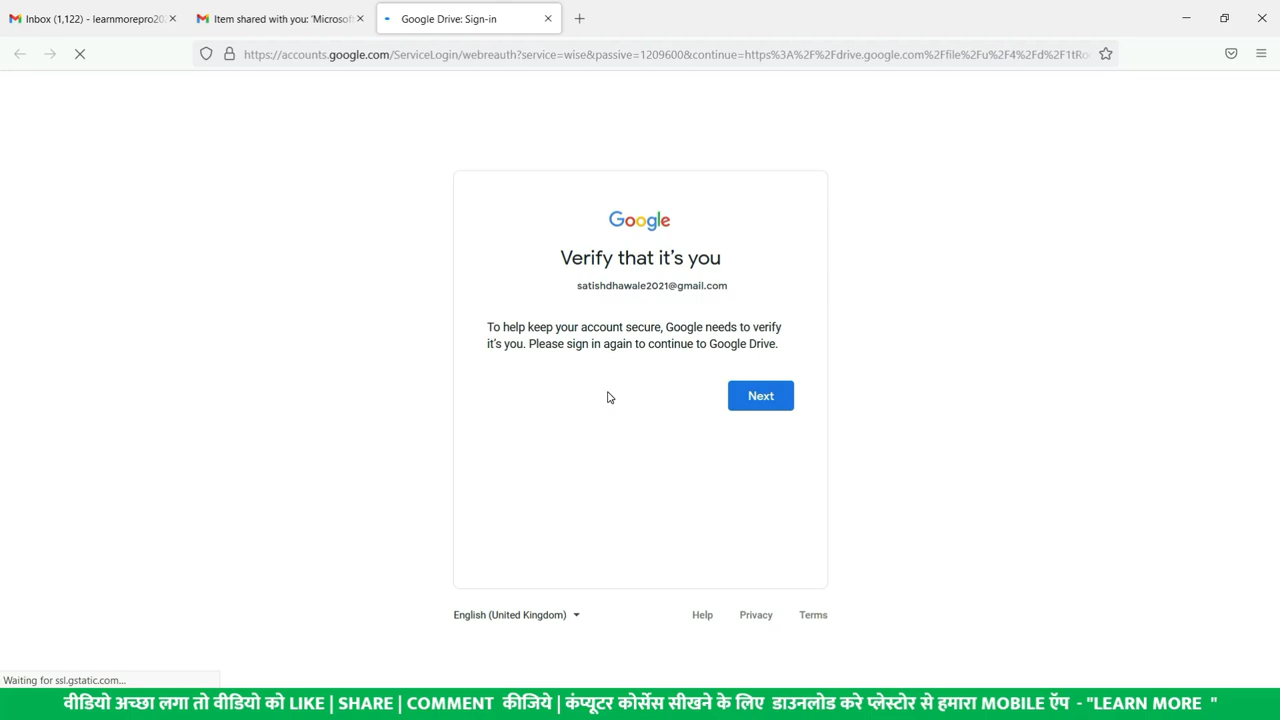 Inbox (1,122) - learnmorepro20
Item shared with you: 'Microsoft
Google Drive: Sign-in
https://accounts.google.com/ServiceLogin/webreauth?service=wise&passive=1209600&continue=https%3A%2F%2Fdrive.google.com%2Ffile%2Fu%2F4%2Fd%2F1tRo
Google
Verify that it's you
satishdhawale2021@gmail.com
To help keep your account secure, Google needs to verify
it's you. Please sign in again to continue to Google Drive.
Next
English (United Kingdom)
Help
Privacy
Terms
Waiting for ssl.gstatic.com...
वीडियो अच्छा लगा तो वीडियो को LIKE | SHARE | COMMENT कीजिये | कंप्यूटर कोर्सेस सीखने के लिए डाउनलोड करे प्लेस्टोर से हमारा MOBILE ऍप - "LEARN MORE "